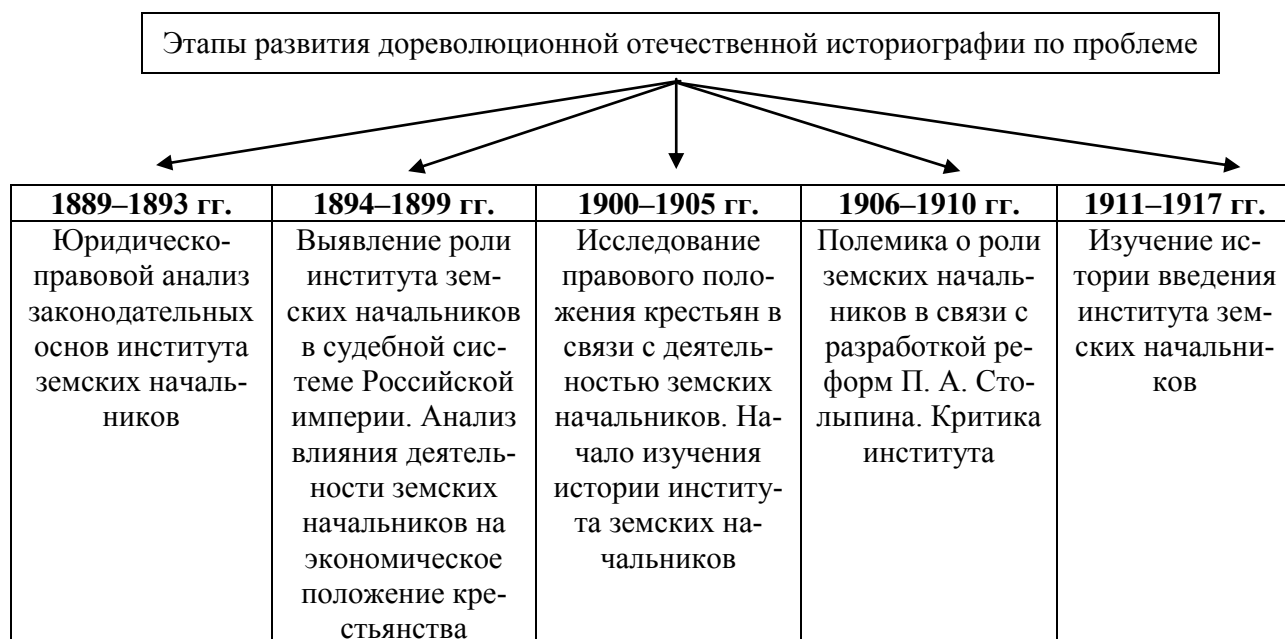 Этапы развития дореволюционной отечественной историографии по проблеме
1889–1893 гг.
Юридическо-
правовой анализ
законодательных
основ института
земских началь-
ников
1894–1899 гг.
Выявление роли
института зем-
ских начальников
в судебной сис-
теме Российской
империи. Анализ
влияния деятель-
ности земских
начальников на
экономическое
положение кре-
стьянства
1900–1905 гг.
Исследование
правового поло-
жения крестьян в
связи с деятель-
ностью земских
начальников. На-
чало изучения
истории институ-
та земских на-
чальников
1906–1910 гг.
Полемика о роли
земских началь-
ников в связи с
разработкой ре-
форм П. А. Сто-
лыпина. Критика
института
1911–1917 гг.
Изучение ис-
тории введения
института зем-
ских начальни-
ков